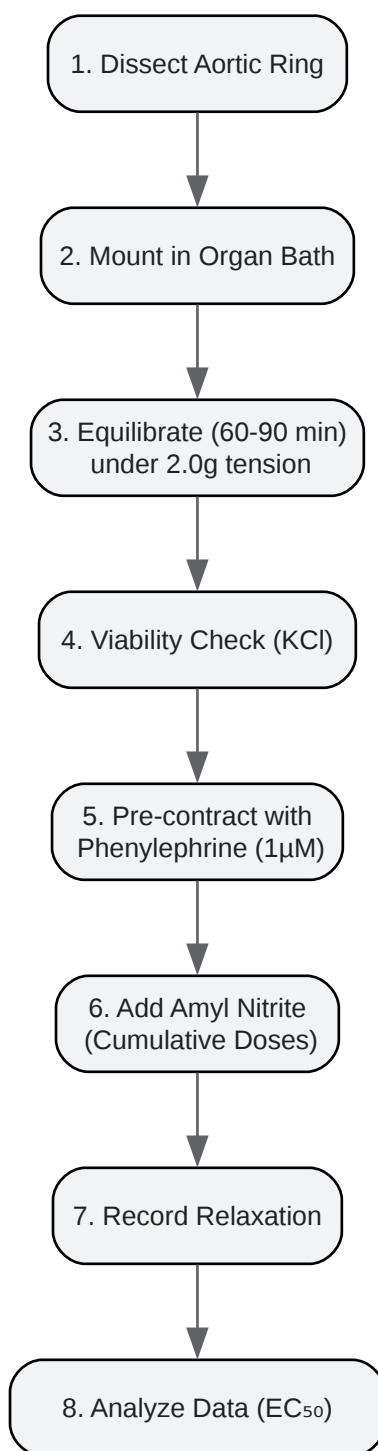 1. Dissect Aortic Ring
2. Mount in Organ Bath
3. Equilibrate (60-90 min)
under 2.0g tension
4. Viability Check (KCl)
5. Pre-contract with
Phenylephrine (1µM)
6. Add Amyl Nitrite
(Cumulative Doses)
7. Record Relaxation
8. Analyze Data (EC₅₀)